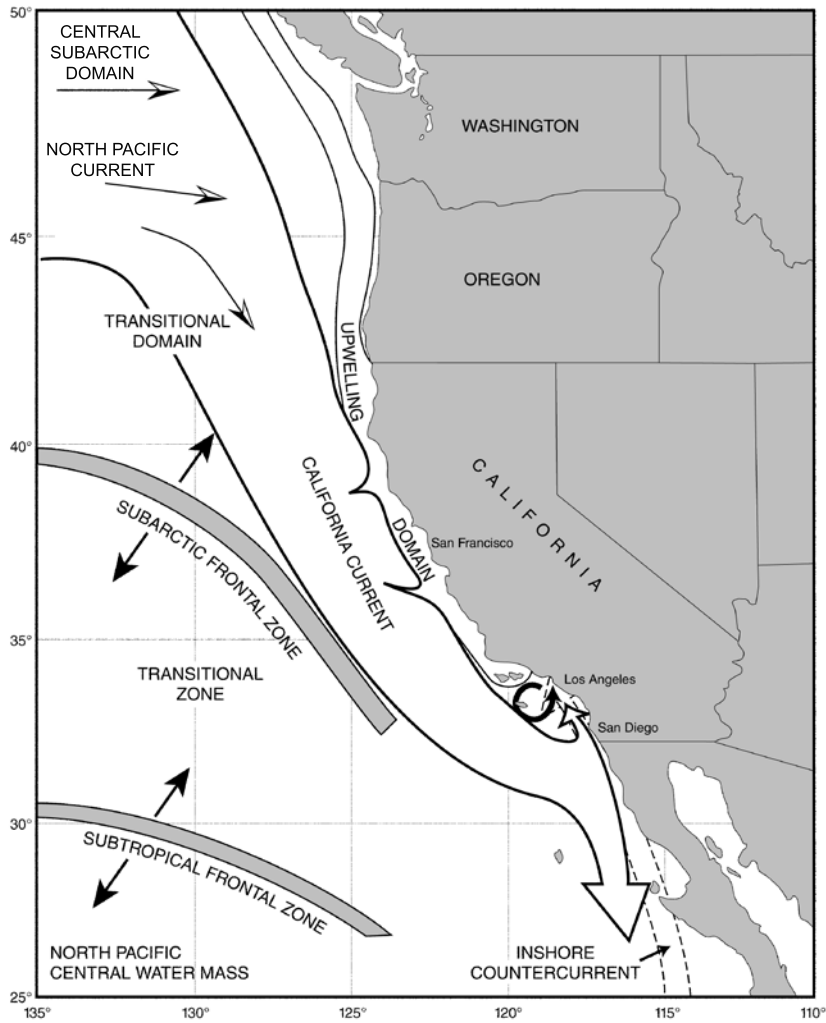 50°
CENTRAL
SUBARCTIC
DOMAIN
WASHINGTON
NORTH PACIFIC
CURRENT
45°
OREGON
TRANSITIONAL
DOMAIN
UPWELLING
DOMAIN
40°
CALIFORNIA CURRENT
CALIFORNIA
SUBARCTIC FRONTAL ZONE
San Francisco
35°
TRANSITIONAL
ZONE
Los Angeles
San Diego
30°
SUBTROPICAL FRONTAL ZONE
NORTH PACIFIC
CENTRAL WATER MASS
INSHORE
COUNTERCURRENT
25°
135°
130°
125°
120°
115°
110°